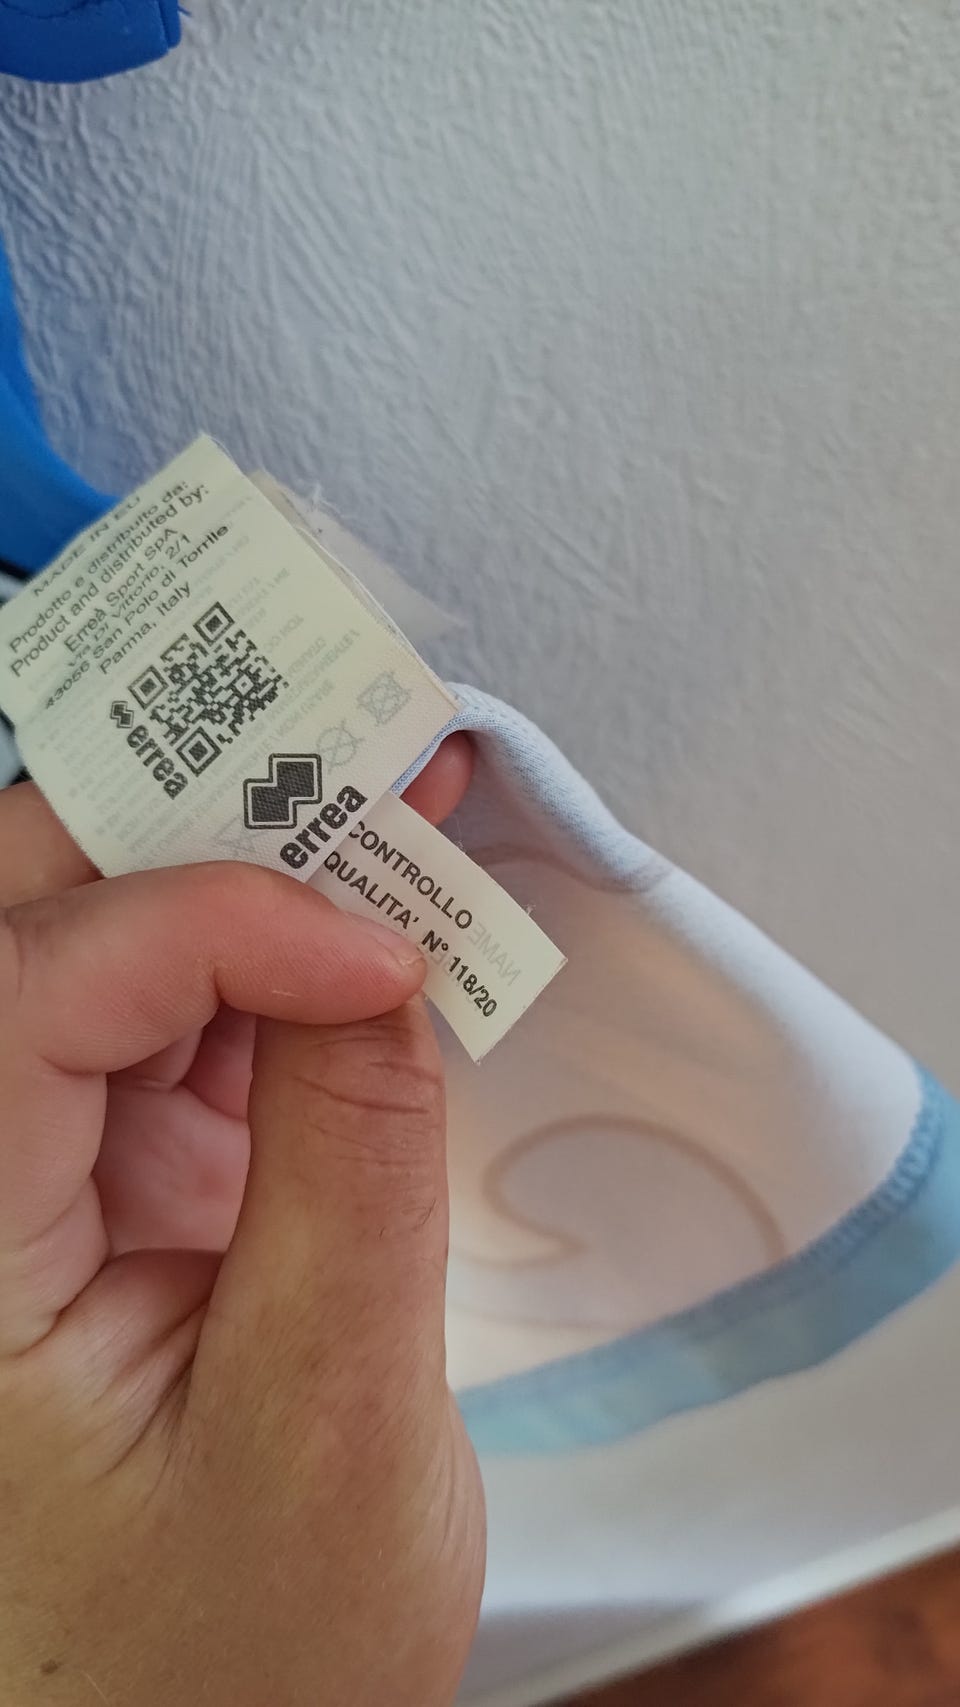 MADE IN EU
Prodotto e distribuito da:
Product and distributed by:
Erreà Sport SpA
Via Di Vittorio, 2/1
43056 San Polo di Torrile
Parma, Italy
errea
errea
CONTROLLO
QUALITA' N° 118/20
NAME